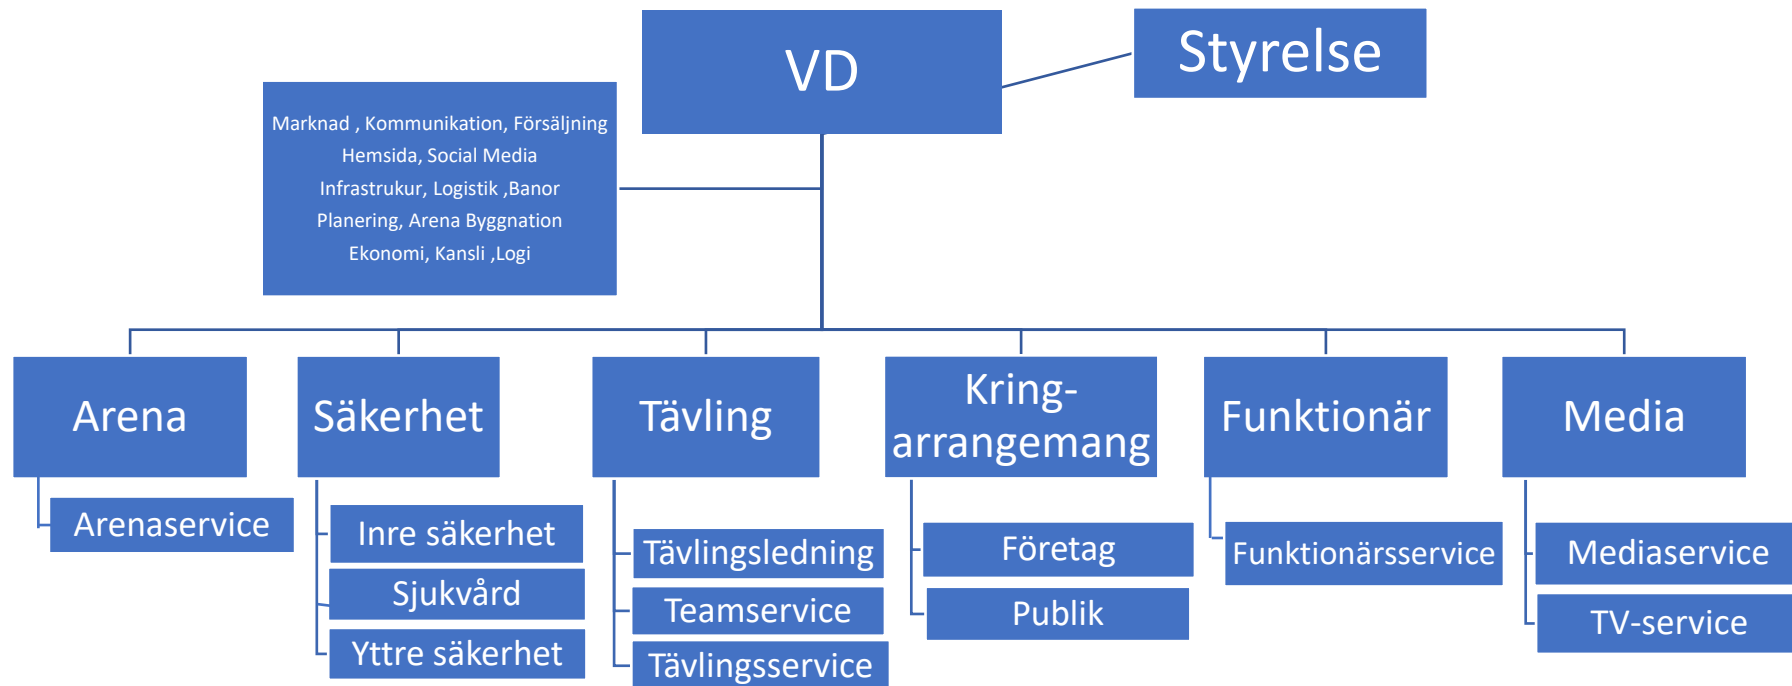 VD
Styrelse
Marknad , Kommunikation, Försäljning
Hemsida, Social Media
Infrastrukur, Logistik ,Banor
Planering, Arena Byggnation
Ekonomi, Kansli ,Logi
Arena
Säkerhet
Tävling
Kring-
arrangemang
Funktionär
Media
Arenaservice
Inre säkerhet
Sjukvård
Yttre säkerhet
Tävlingsledning
Teamservice
Tävlingsservice
Företag
Publik
Funktionärsservice
Mediaservice
TV-service